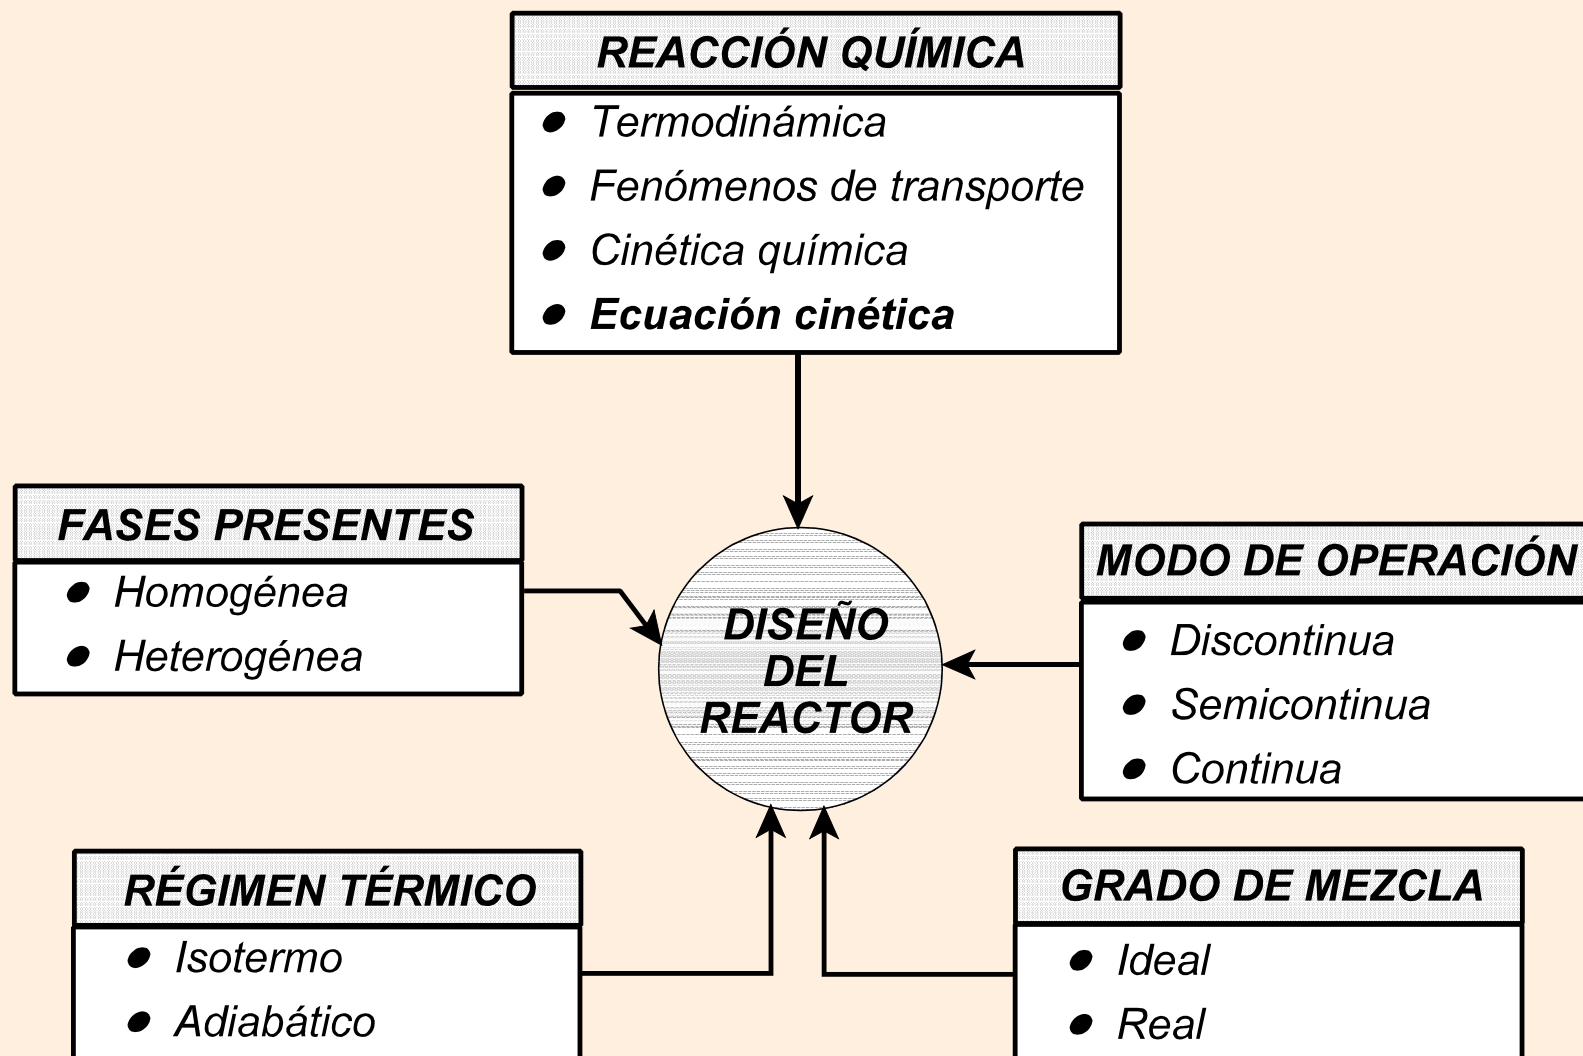 REACCIÓN QUÍMICA
● Termodinámica
● Fenómenos de transporte
● Cinética química
● Ecuación cinética
FASES PRESENTES
● Homogénea
● Heterogénea
DISEÑO
DEL
REACTOR
MODO DE OPERACIÓN
● Discontinua
● Semicontinua
● Continua
RÉGIMEN TÉRMICO
● Isotermo
● Adiabático
GRADO DE MEZCLA
● Ideal
● Real